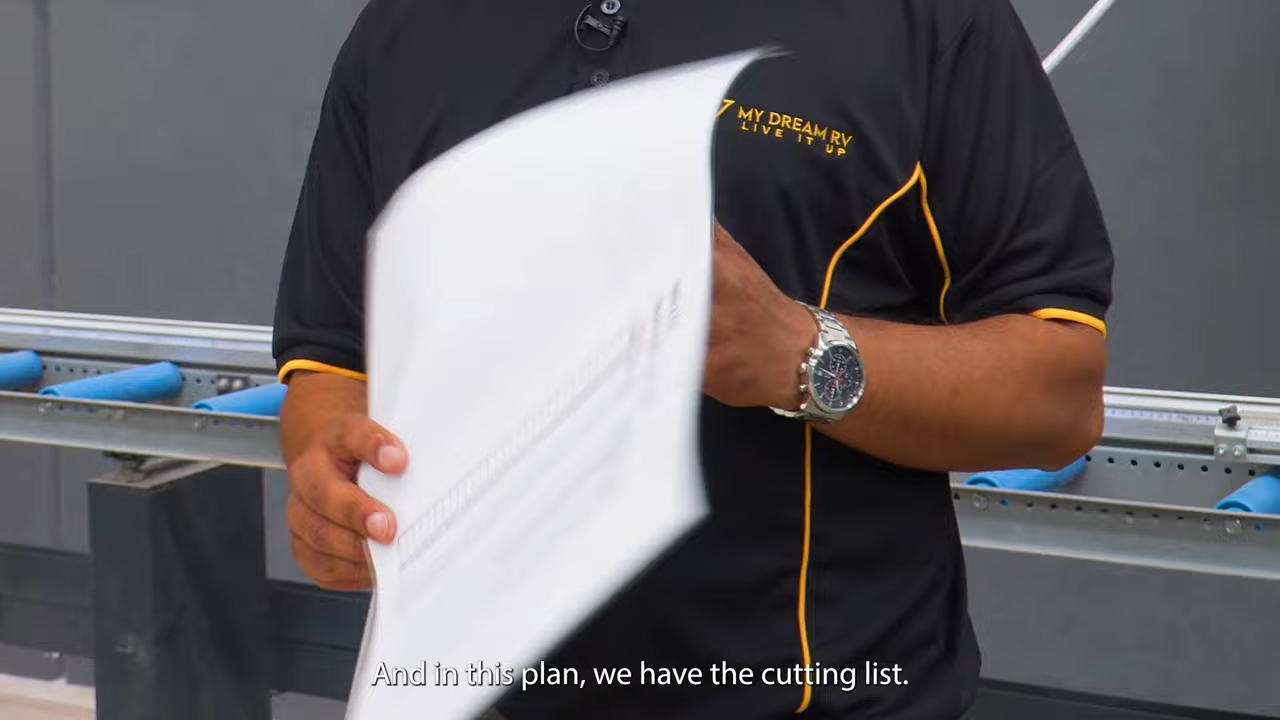 MY DREAM RV
LIVE IT UP
And in this plan, we have the cutting list.